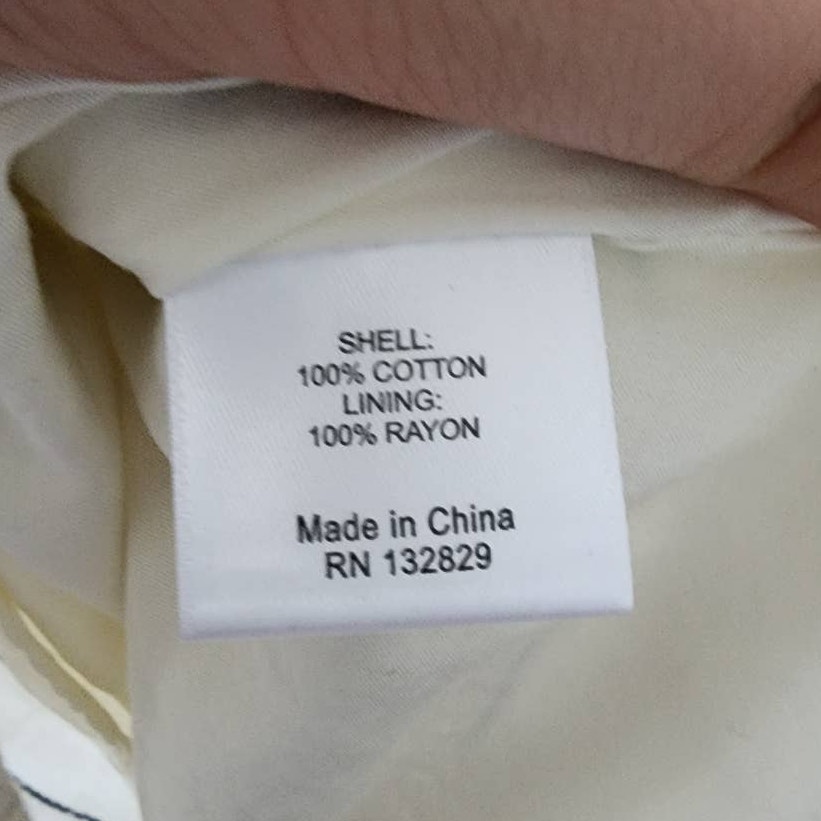 SHELL:
100% COTTON
LINING:
100% RAYON
Made in China
RN 132829